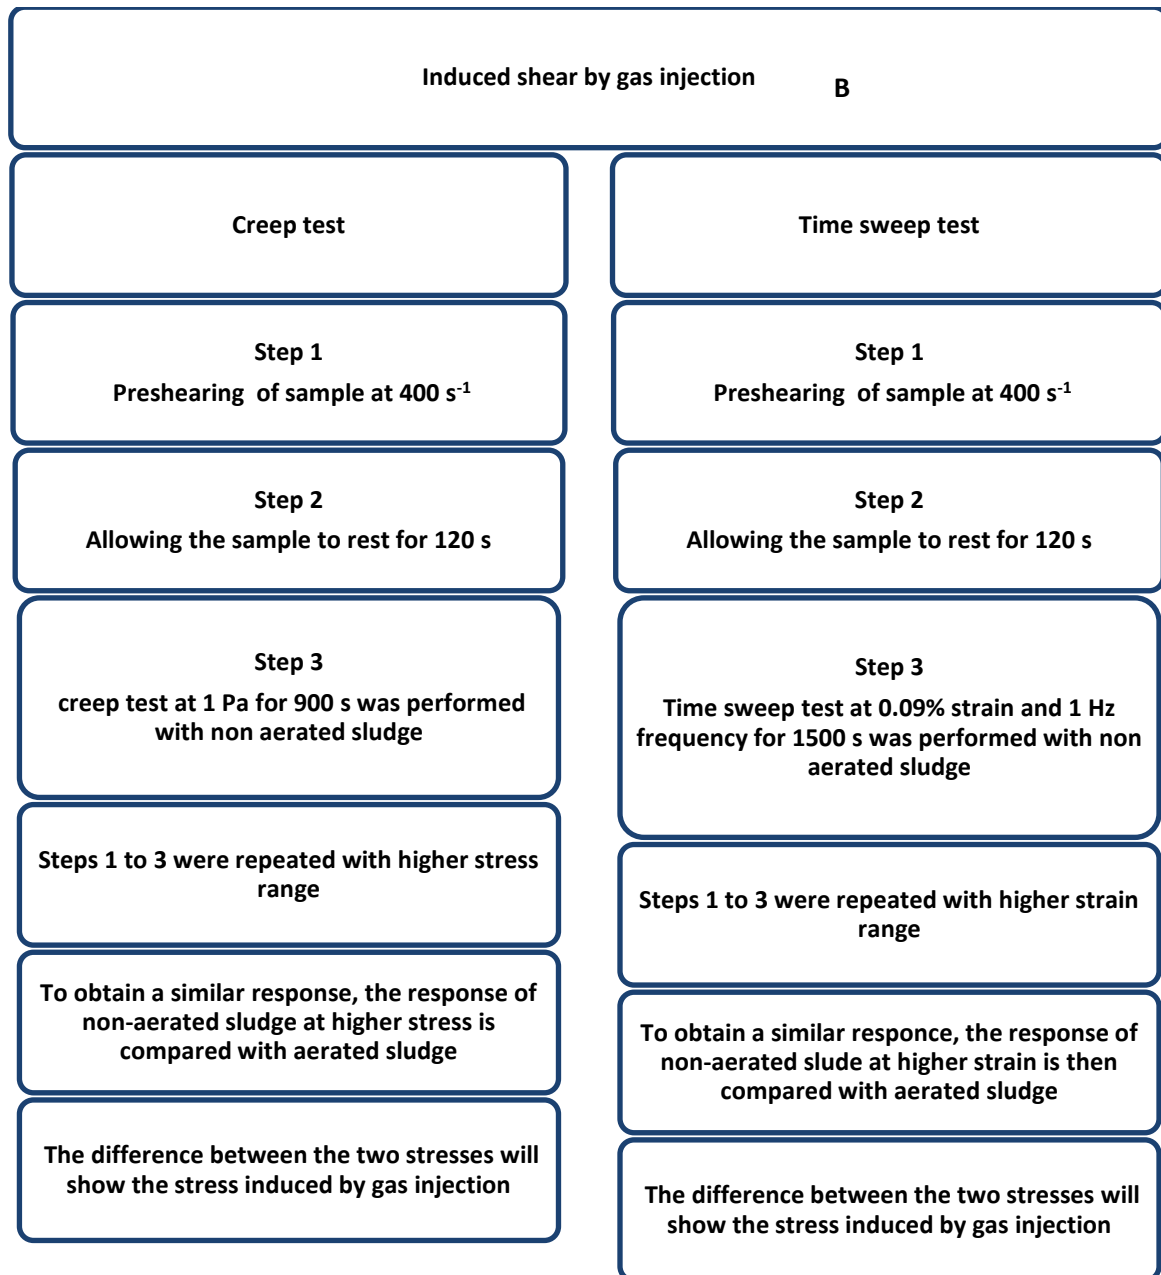 Induced shear by gas injection
B
Creep test
Step 1
Preshearing of sample at 400 s⁻¹
Step 2
Allowing the sample to rest for 120 s
Step 3
creep test at 1 Pa for 900 s was performed
with non aerated sludge
Steps 1 to 3 were repeated with higher stress
range
To obtain a similar response, the response of
non-aerated sludge at higher stress is
compared with aerated sludge
The difference between the two stresses will
show the stress induced by gas injection
Time sweep test
Step 1
Preshearing of sample at 400 s⁻¹
Step 2
Allowing the sample to rest for 120 s
Step 3
Time sweep test at 0.09% strain and 1 Hz
frequency for 1500 s was performed with non
aerated sludge
Steps 1 to 3 were repeated with higher strain
range
To obtain a similar responce, the response of
non-aerated slude at higher strain is then
compared with aerated sludge
The difference between the two stresses will
show the stress induced by gas injection